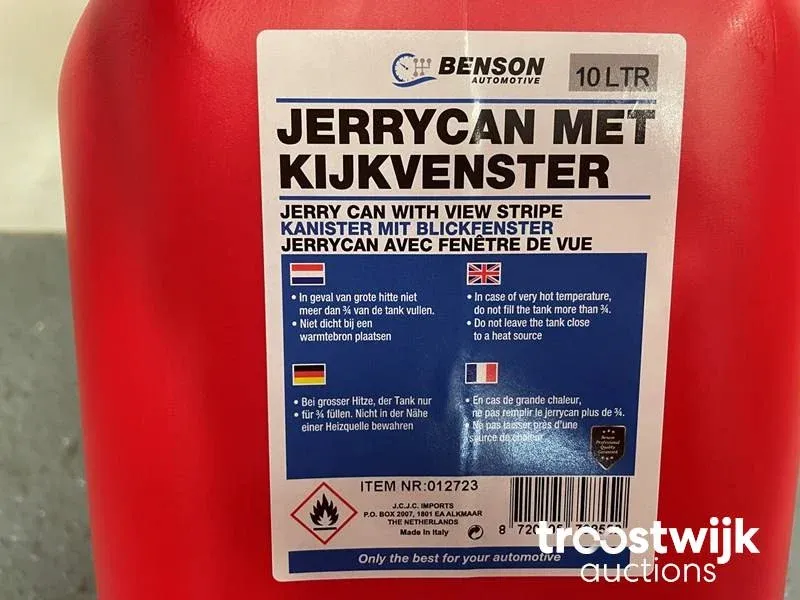 BENSON
AUTOMOTIVE
10 LTR
JERRYCAN MET
KIJKVENSTER
JERRY CAN WITH VIEW STRIPE
KANISTER MIT BLICKFENSTER
JERRYCAN AVEC FENÊTRE DE VUE
• In geval van grote hitte niet
meer dan ¾ van de tank vullen.
• Niet dicht bij een
warmtebron plaatsen
• In case of very hot temperature,
do not fill the tank more than ¾.
• Do not leave the tank close
to a heat source
• Bei grosser Hitze, der Tank nur
• für ¾ füllen. Nicht in der Nähe
einer Heizquelle bewahren
• En cas de grande chaleur,
ne pas remplir le jerrycan plus de ¾.
• Ne pas laisser près d'une
source de chaleur
Benson
Professional
Quality
Guaranteed
ITEM NR:012723
J.C.J.C. IMPORTS
P.O. BOX 2007, 1801 EA ALKMAAR
THE NETHERLANDS
Made in Italy
8
Only the best for your automotive
troostwijk
auctions